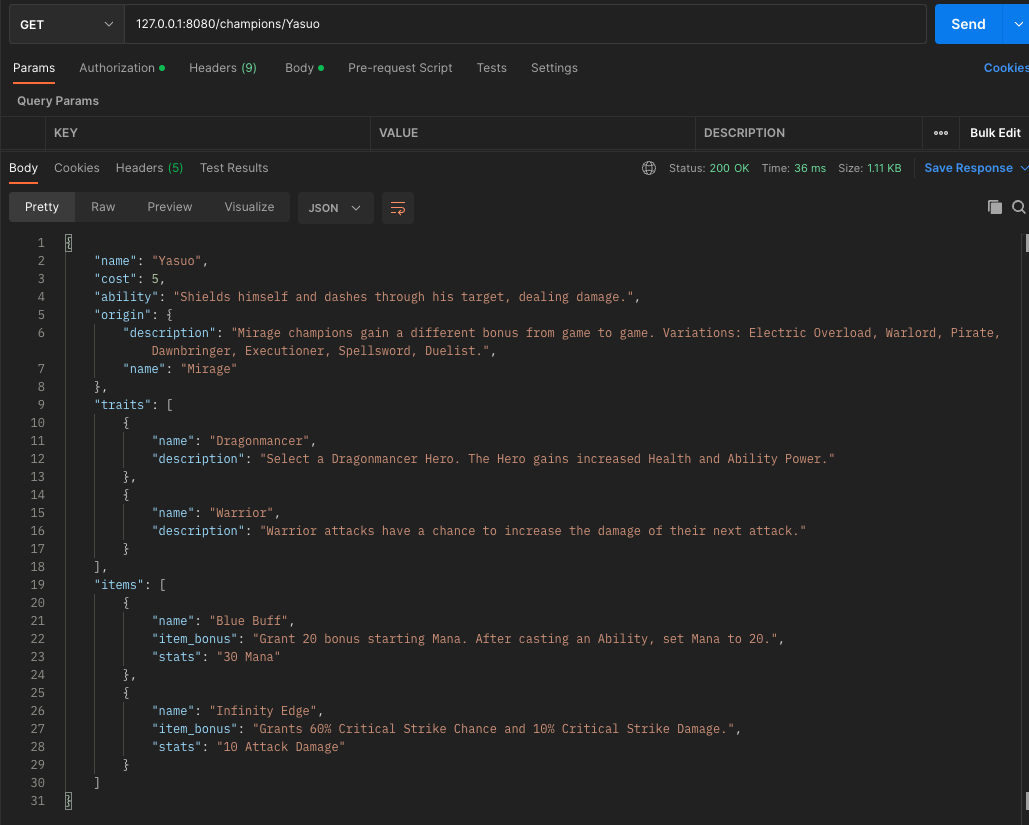 GET 127.0.0.1:8080/champions/Yasuo Send
Params Authorization Headers (9) Body Pre-request Script Tests Settings Cookies
Query Params
KEY VALUE DESCRIPTION Bulk Edit
Body Cookies Headers (5) Test Results Status: 200 OK Time: 36 ms Size: 1.11 KB Save Response
Pretty Raw Preview Visualize JSON
1 {
2 "name": "Yasuo",
3 "cost": 5,
4 "ability": "Shields himself and dashes through his target, dealing damage.",
5 "origin": {
6 "description": "Mirage champions gain a different bonus from game to game. Variations: Electric Overload, Warlord, Pirate,
Dawnbringer, Executioner, Spellsword, Duelist.",
7 "name": "Mirage"
8 },
9 "traits": [
10 {
11 "name": "Dragonmancer",
12 "description": "Select a Dragonmancer Hero. The Hero gains increased Health and Ability Power."
13 },
14 {
15 "name": "Warrior",
16 "description": "Warrior attacks have a chance to increase the damage of their next attack."
17 }
18 ],
19 "items": [
20 {
21 "name": "Blue Buff",
22 "item_bonus": "Grant 20 bonus starting Mana. After casting an Ability, set Mana to 20.",
23 "stats": "30 Mana"
24 },
25 {
26 "name": "Infinity Edge",
27 "item_bonus": "Grants 60% Critical Strike Chance and 10% Critical Strike Damage.",
28 "stats": "10 Attack Damage"
29 }
30 ]
31 }